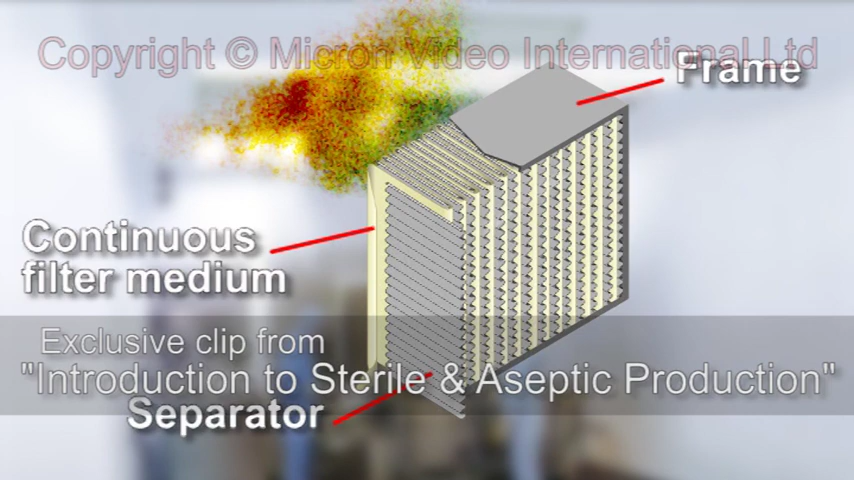 Copyright © Micron Video International Ltd
Frame
Continuous
filter medium
Exclusive clip from
"Introduction to Sterile & Aseptic Production"
Separator